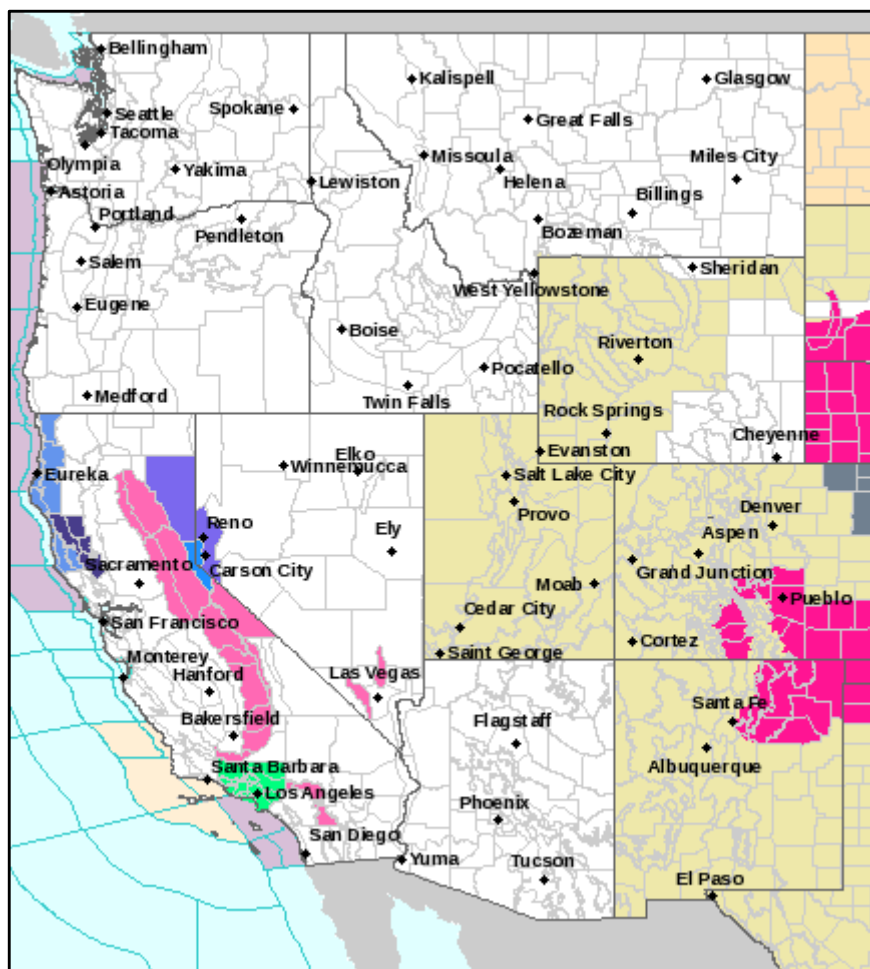 Bellingham
Kalispell
Glasgow
Spokane
Seattle
Great Falls
Tacoma
Olympia
Missoula
Miles City
Yakima
Helena
Lewiston
Astoria
Billings
Portland
Bozeman
Pendleton
Salem
Sheridan
West Yellowstone
Eugene
Boise
Riverton
Pocatello
Medford
Twin Falls
Rock Springs
Cheyenne
Evanston
Elko
Winnemucca
Eureka
Salt Lake City
Provo
Denver
Reno
Ely
Aspen
Sacramento
Carson City
Grand Junction
Moab
Pueblo
Cedar City
San Francisco
Cortez
Saint George
Monterey
Hanford
Las Vegas
Santa Fe
Bakersfield
Flagstaff
Albuquerque
Santa Barbara
Los Angeles
Phoenix
San Diego
Yuma
Tucson
El Paso